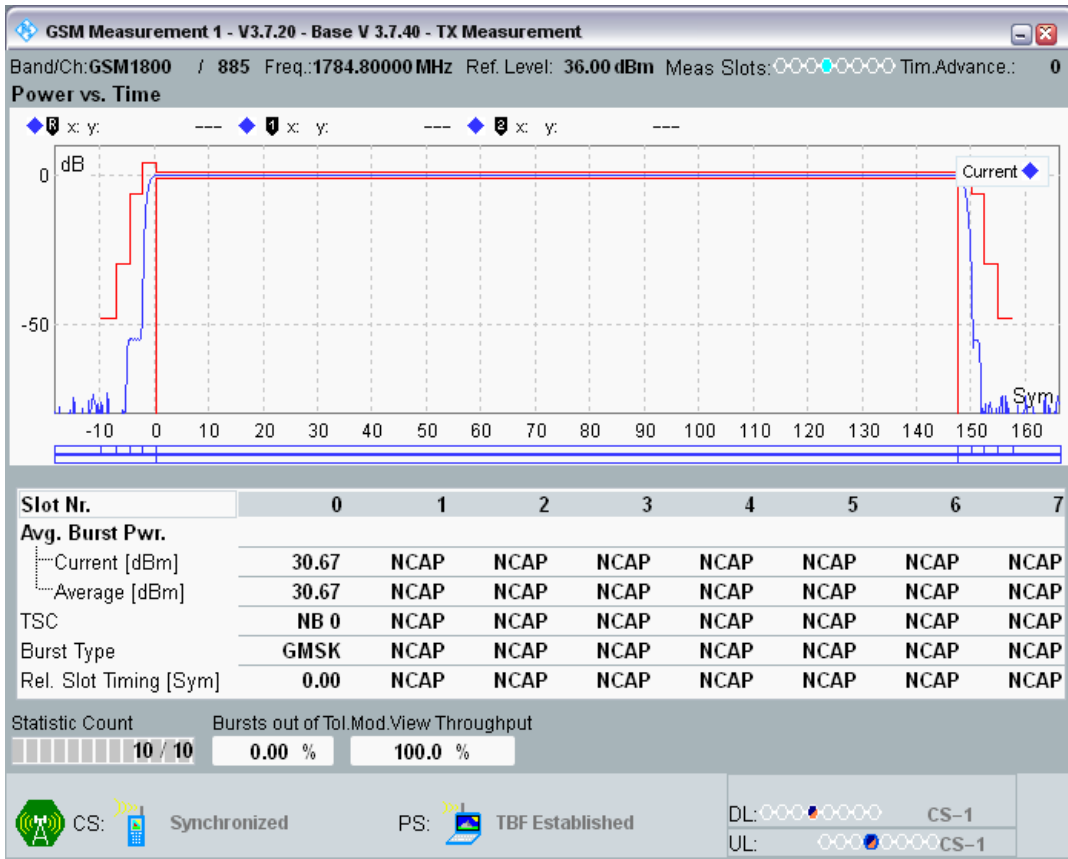 GSM Measurement 1 - V3.7.20 - Base V 3.7.40 - TX Measurement
Band/Ch:GSM1800 / 885 Freq.:1784.80000 MHz Ref. Level: 36.00 dBm Meas Slots: Tim.Advance.: 0
Power vs. Time
R x: y: --- 1 x: y: --- 2 x: y: ---
dB
Current
0
-50
Sym
-10 0 10 20 30 40 50 60 70 80 90 100 110 120 130 140 150 160
Slot Nr. 0 1 2 3 4 5 6 7
Avg. Burst Pwr.
Current [dBm] 30.67 NCAP NCAP NCAP NCAP NCAP NCAP NCAP
Average [dBm] 30.67 NCAP NCAP NCAP NCAP NCAP NCAP NCAP
TSC NB 0 NCAP NCAP NCAP NCAP NCAP NCAP NCAP
Burst Type GMSK NCAP NCAP NCAP NCAP NCAP NCAP NCAP
Rel. Slot Timing [Sym] 0.00 NCAP NCAP NCAP NCAP NCAP NCAP NCAP
Statistic Count Bursts out of Tol.Mod.View Throughput
10 / 10 0.00 % 100.0 %
CS: Synchronized PS: TBF Established
DL: CS-1
UL: CS-1